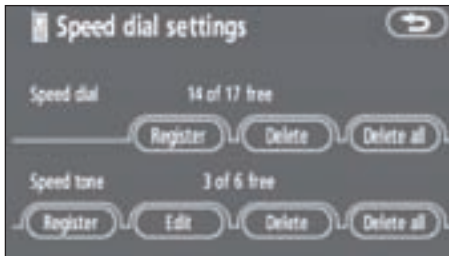 Speed dial settings
Speed dial 14 of 17 free
Register Delete Delete all
Speed tone 3 of 6 free
Register Edit Delete Delete all